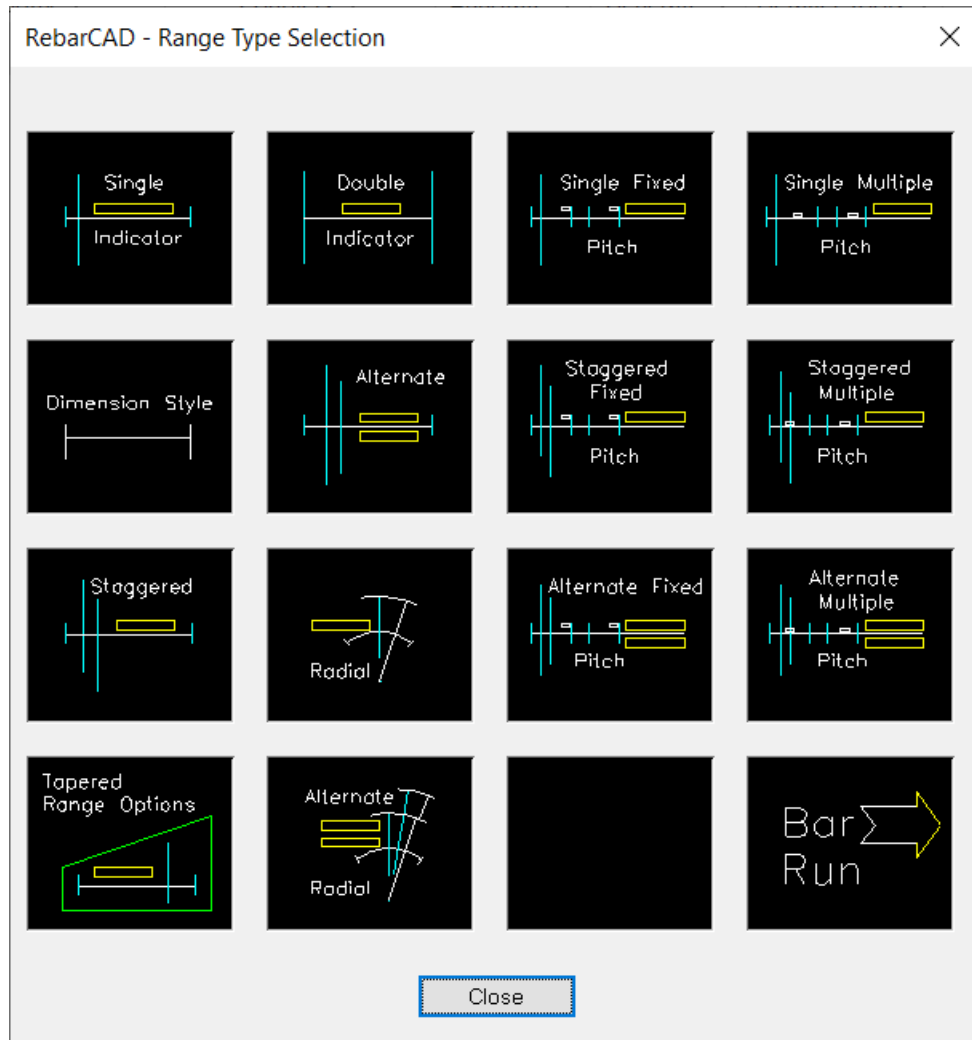 RebarCAD - Range Type Selection
Single
Indicator
Double
Indicator
Single Fixed
Pitch
Single Multiple
Pitch
Dimension Style
Alternate
Staggered
Fixed
Pitch
Staggered
Multiple
Pitch
Staggered
Radial
Alternate Fixed
Pitch
Alternate
Multiple
Pitch
Tapered
Range Options
Alternate
Radial
Bar
Run
Close